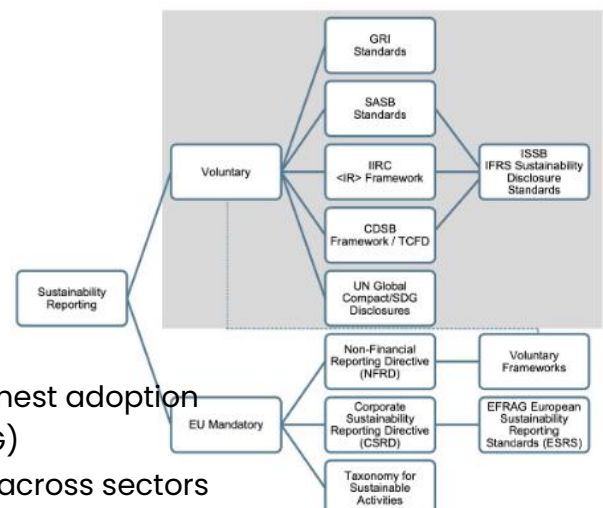 GRI
Standards
SASB
Standards
Voluntary
IIRC
<IR> Framework
ISSB
IFRS Sustainability
Disclosure
Standards
CDSB
Framework / TCFD
UN Global
Compact/SDG
Disclosures
Sustainability
Reporting
Non-Financial
Reporting Directive
(NFRD)
Voluntary
Frameworks
EU Mandatory
Corporate
Sustainability
Reporting Directive
(CSRD)
EFRAG European
Sustainability
Reporting
Standards (ESRS)
Taxonomy for
Sustainable
Activities
adoption
across sectors